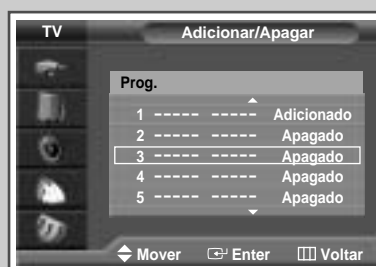 TV Adicionar/Apagar
Prog.
1 ----- ----- Adicionado
2 ----- ----- Apagado
3 ----- ----- Apagado
4 ----- ----- Apagado
5 ----- ----- Apagado
Mover Enter Voltar